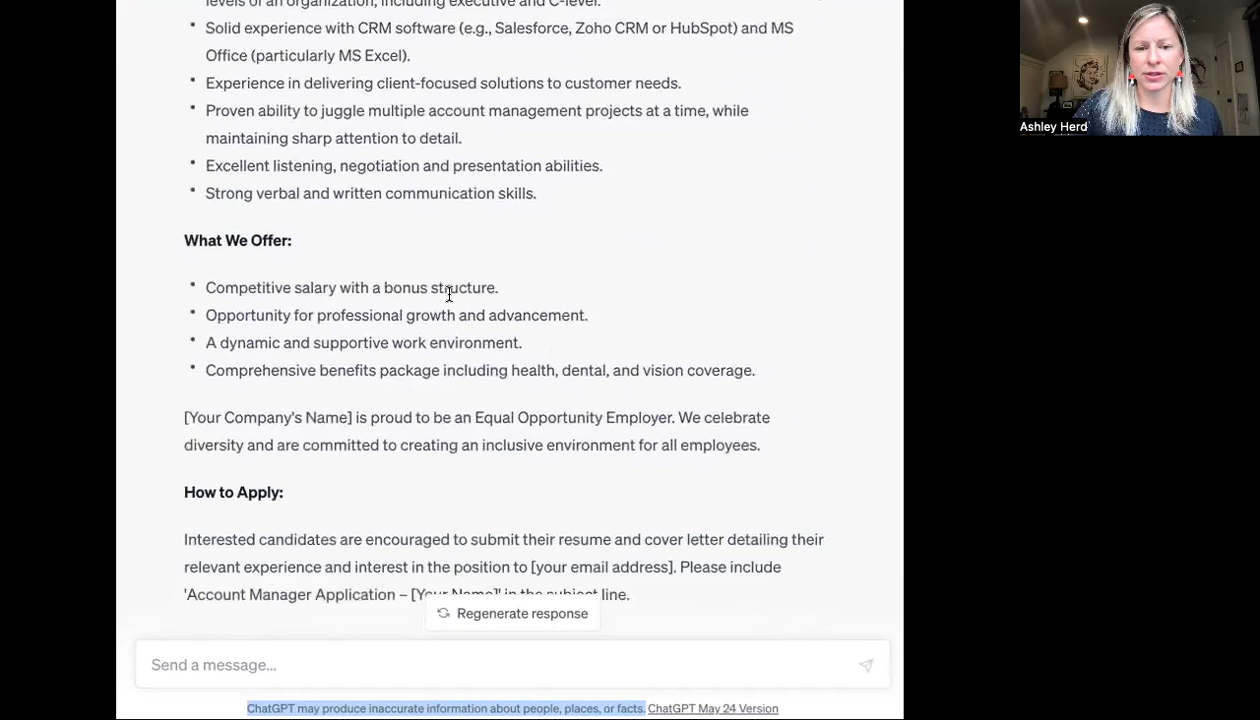 levels of an organization, including executive and C-level.
• Solid experience with CRM software (e.g., Salesforce, Zoho CRM or HubSpot) and MS
Office (particularly MS Excel).
• Experience in delivering client-focused solutions to customer needs.
• Proven ability to juggle multiple account management projects at a time, while
maintaining sharp attention to detail.
• Excellent listening, negotiation and presentation abilities.
• Strong verbal and written communication skills.
What We Offer:
• Competitive salary with a bonus structure.
• Opportunity for professional growth and advancement.
• A dynamic and supportive work environment.
• Comprehensive benefits package including health, dental, and vision coverage.
[Your Company's Name] is proud to be an Equal Opportunity Employer. We celebrate
diversity and are committed to creating an inclusive environment for all employees.
How to Apply:
Interested candidates are encouraged to submit their resume and cover letter detailing their
relevant experience and interest in the position to [your email address]. Please include
'Account Manager Application – [Your Name]' in the subject line.
Regenerate response
Send a message...
ChatGPT may produce inaccurate information about people, places, or facts. ChatGPT May 24 Version
Ashley Herd